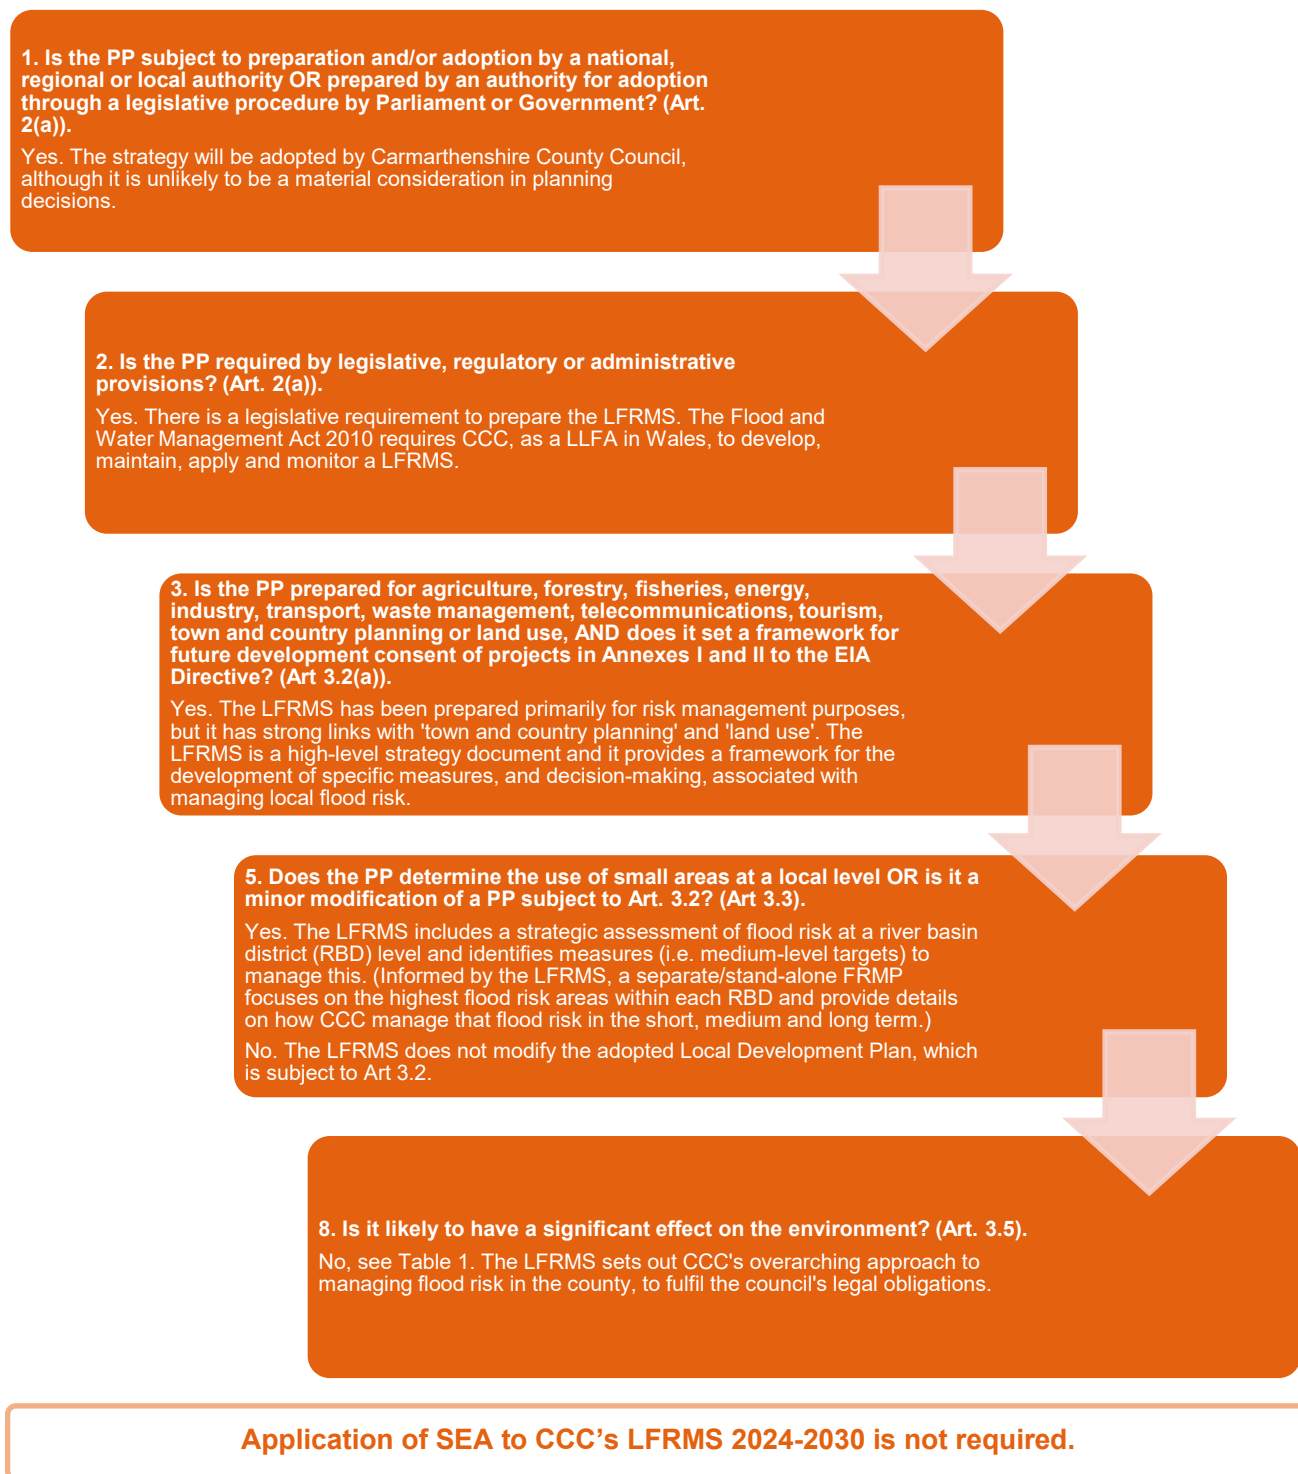 1. Is the PP subject to preparation and/or adoption by a national,
regional or local authority OR prepared by an authority for adoption
through a legislative procedure by Parliament or Government? (Art.
2(a)).
Yes. The strategy will be adopted by Carmarthenshire County Council,
although it is unlikely to be a material consideration in planning
decisions.
2. Is the PP required by legislative, regulatory or administrative
provisions? (Art. 2(a)).
Yes. There is a legislative requirement to prepare the LFRMS. The Flood and
Water Management Act 2010 requires CCC, as a LLFA in Wales, to develop,
maintain, apply and monitor a LFRMS.
3. Is the PP prepared for agriculture, forestry, fisheries, energy,
industry, transport, waste management, telecommunications, tourism,
town and country planning or land use, AND does it set a framework for
future development consent of projects in Annexes I and II to the EIA
Directive? (Art 3.2(a)).
Yes. The LFRMS has been prepared primarily for risk management purposes,
but it has strong links with 'town and country planning' and 'land use'. The
LFRMS is a high-level strategy document and it provides a framework for the
development of specific measures, and decision-making, associated with
managing local flood risk.
5. Does the PP determine the use of small areas at a local level OR is it a
minor modification of a PP subject to Art. 3.2? (Art 3.3).
Yes. The LFRMS includes a strategic assessment of flood risk at a river basin
district (RBD) level and identifies measures (i.e. medium-level targets) to
manage this. (Informed by the LFRMS, a separate/stand-alone FRMP
focuses on the highest flood risk areas within each RBD and provide details
on how CCC manage that flood risk in the short, medium and long term.)
No. The LFRMS does not modify the adopted Local Development Plan, which
is subject to Art 3.2.
8. Is it likely to have a significant effect on the environment? (Art. 3.5).
No, see Table 1. The LFRMS sets out CCC's overarching approach to
managing flood risk in the county, to fulfil the council's legal obligations.
Application of SEA to CCC’s LFRMS 2024-2030 is not required.